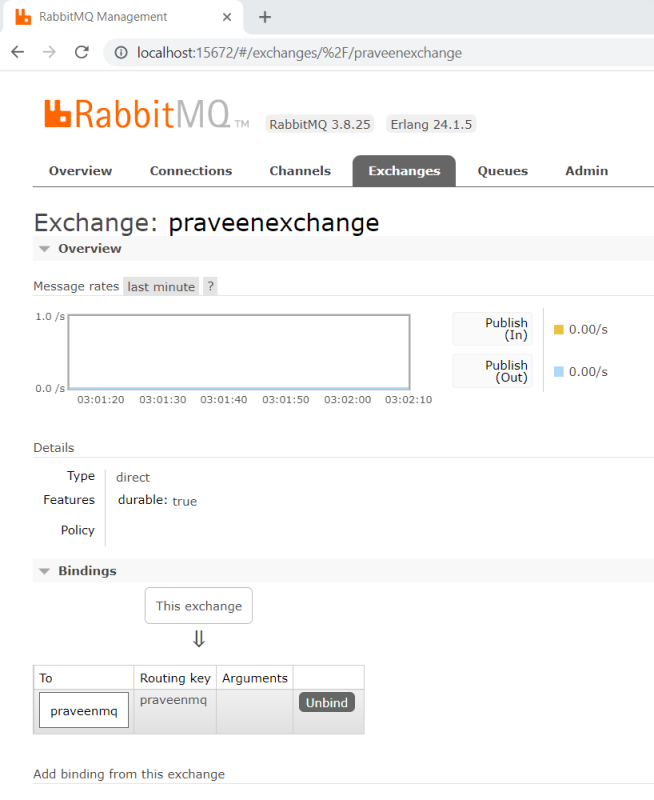 RabbitMQ Management
localhost:15672/#/exchanges/%2F/praveenexchange
RabbitMQ TM RabbitMQ 3.8.25 Erlang 24.1.5
Overview Connections Channels Exchanges Queues Admin
Exchange: praveenexchange
Overview
Message rates last minute ?
1.0 /s
0.0 /s
03:01:20 03:01:30 03:01:40 03:01:50 03:02:00 03:02:10
Publish
(In)
0.00/s
Publish
(Out)
0.00/s
Details
Type direct
Features durable: true
Policy
Bindings
This exchange
⇓
To Routing key Arguments
praveenmq praveenmq Unbind
Add binding from this exchange